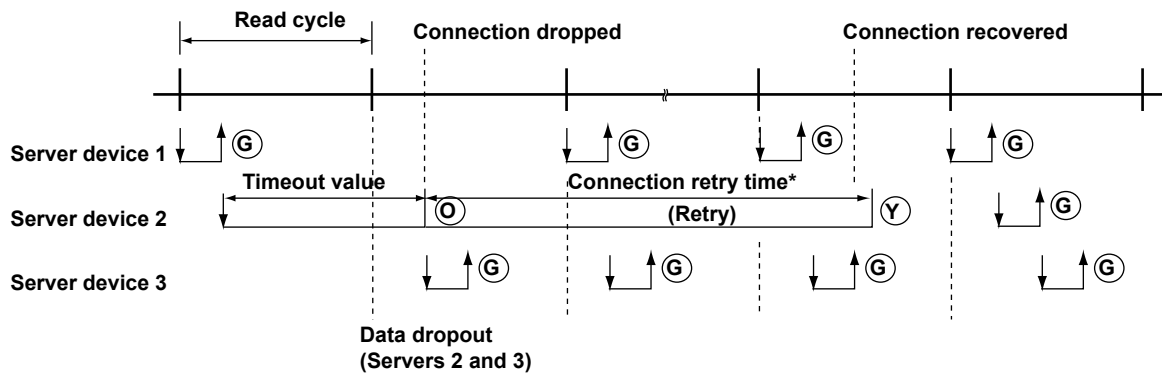 Read cycle
Connection dropped
Connection recovered
Server device 1
G
G
G
G
Timeout value
Connection retry time*
Server device 2
O
(Retry)
Y
G
Server device 3
G
G
G
G
Data dropout
(Servers 2 and 3)